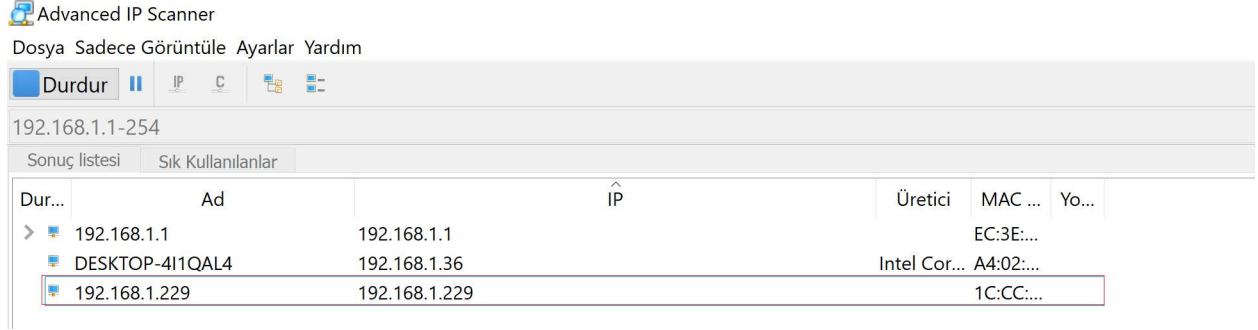 Advanced IP Scanner
Dosya Sadece Görüntüle Ayarlar Yardım
Durdur IP C
192.168.1.1-254
Sonuç listesi Sık Kullanılanlar
Dur... Ad IP Üretici MAC ... Yo...
192.168.1.1 192.168.1.1 EC:3E:...
DESKTOP-4I1QAL4 192.168.1.36 Intel Cor... A4:02:...
192.168.1.229 192.168.1.229 1C:CC:...